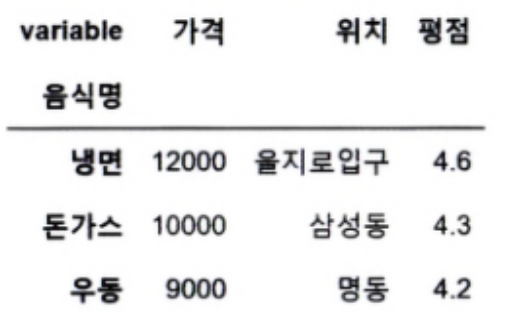 variable 가격 위치 평점
음식명
냉면 12000 을지로입구 4.6
돈가스 10000 삼성동 4.3
우동 9000 명동 4.2